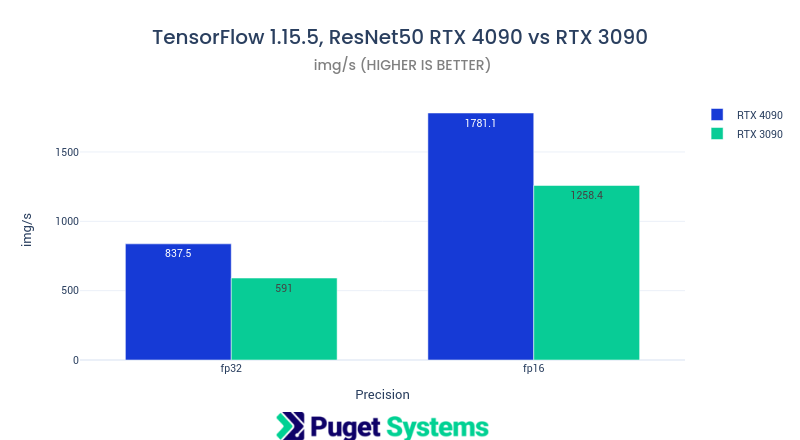 TensorFlow 1.15.5, ResNet50 RTX 4090 vs RTX 3090
img/s (HIGHER IS BETTER)
RTX 4090
RTX 3090
img/s
1500
1000
500
0
837.5
591
1781.1
1258.4
fp32
fp16
Precision
Puget Systems